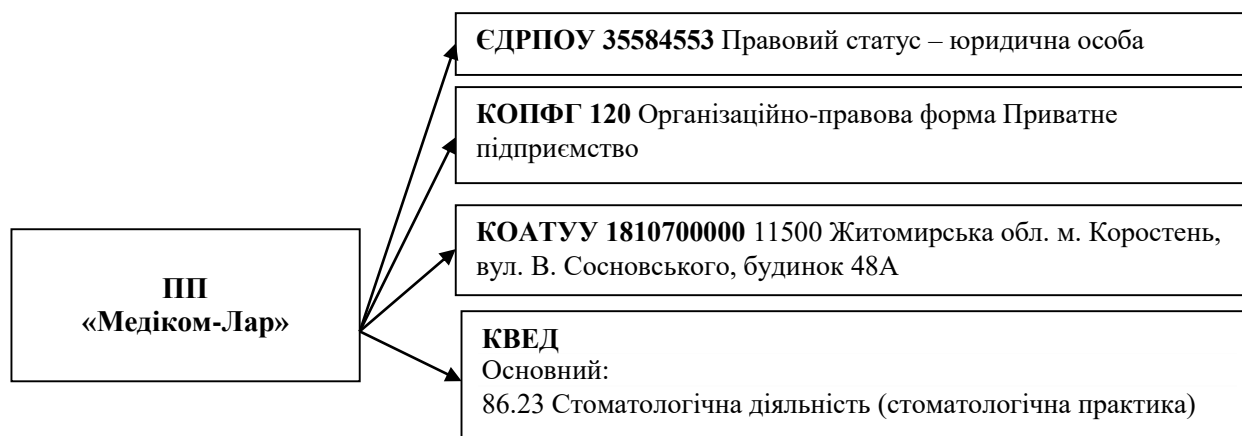 ЄДРПОУ 35584553 Правовий статус – юридична особа
КОПФГ 120 Організаційно-правова форма Приватне
підприємство
КОАТУУ 1810700000 11500 Житомирська обл. м. Коростень,
вул. В. Сосновського, будинок 48А
ПП
«Медіком-Лар»
КВЕД
Основний:
86.23 Стоматологічна діяльність (стоматологічна практика)